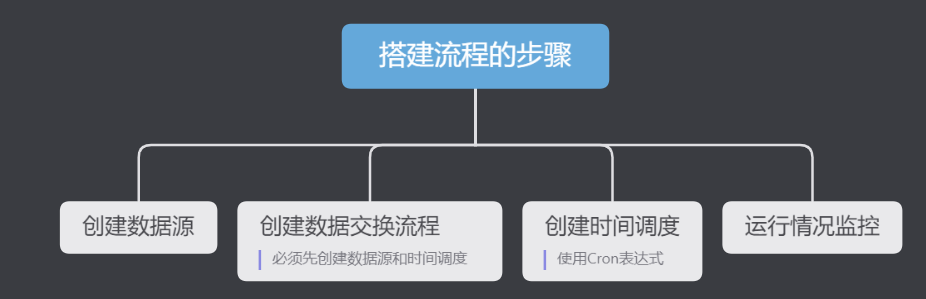 搭建流程的步骤
创建数据源
创建数据交换流程
必须先创建数据源和时间调度
创建时间调度
使用Cron表达式
运行情况监控